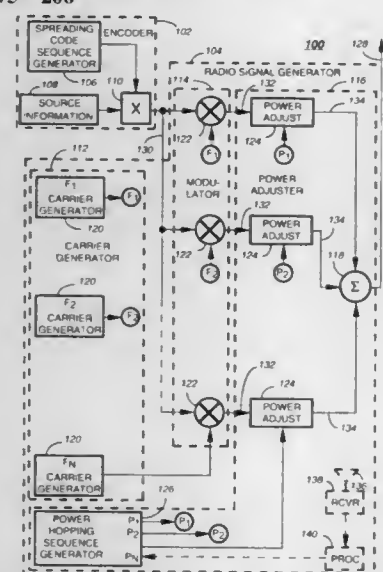 SPREADING CODE SEQUENCE GENERATOR
ENCODER
102
104
100
128
RADIO SIGNAL GENERATOR
106
108
110
114
132
116
134
SOURCE INFORMATION
X
POWER ADJUST
122
124
F1
P1
130
112
F1 CARRIER GENERATOR
F1
120
MODULATOR
POWER ADJUSTER
CARRIER GENERATOR
132
POWER ADJUST
134
122
124
118
Σ
F2 CARRIER GENERATOR
F2
F2
P2
120
122
132
124
POWER ADJUST
134
120
FN CARRIER GENERATOR
126
138
136
RCVR
POWER HOPPING SEQUENCE GENERATOR
P1
P1
P2
P2
PN
140
PROC